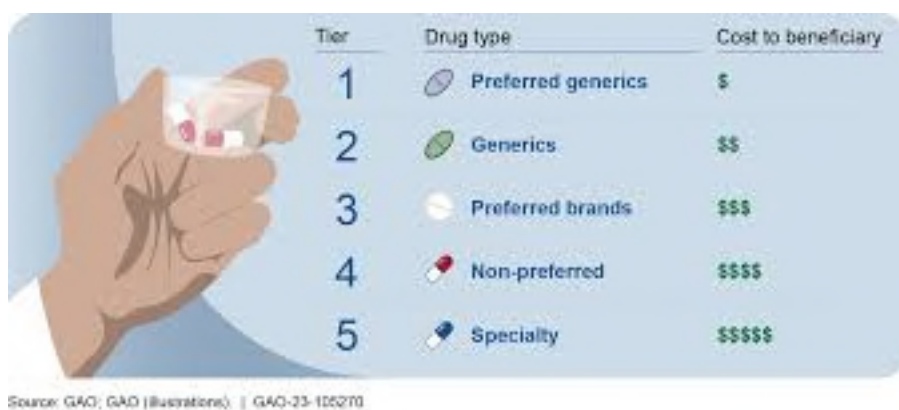 Tier Drug type Cost to beneficiary
1 Preferred generics $
2 Generics $$
3 Preferred brands $$$
4 Non-preferred $$$$
5 Specialty $$$$$
Source: GAO; GAO (illustrations). | GAO-23-105270